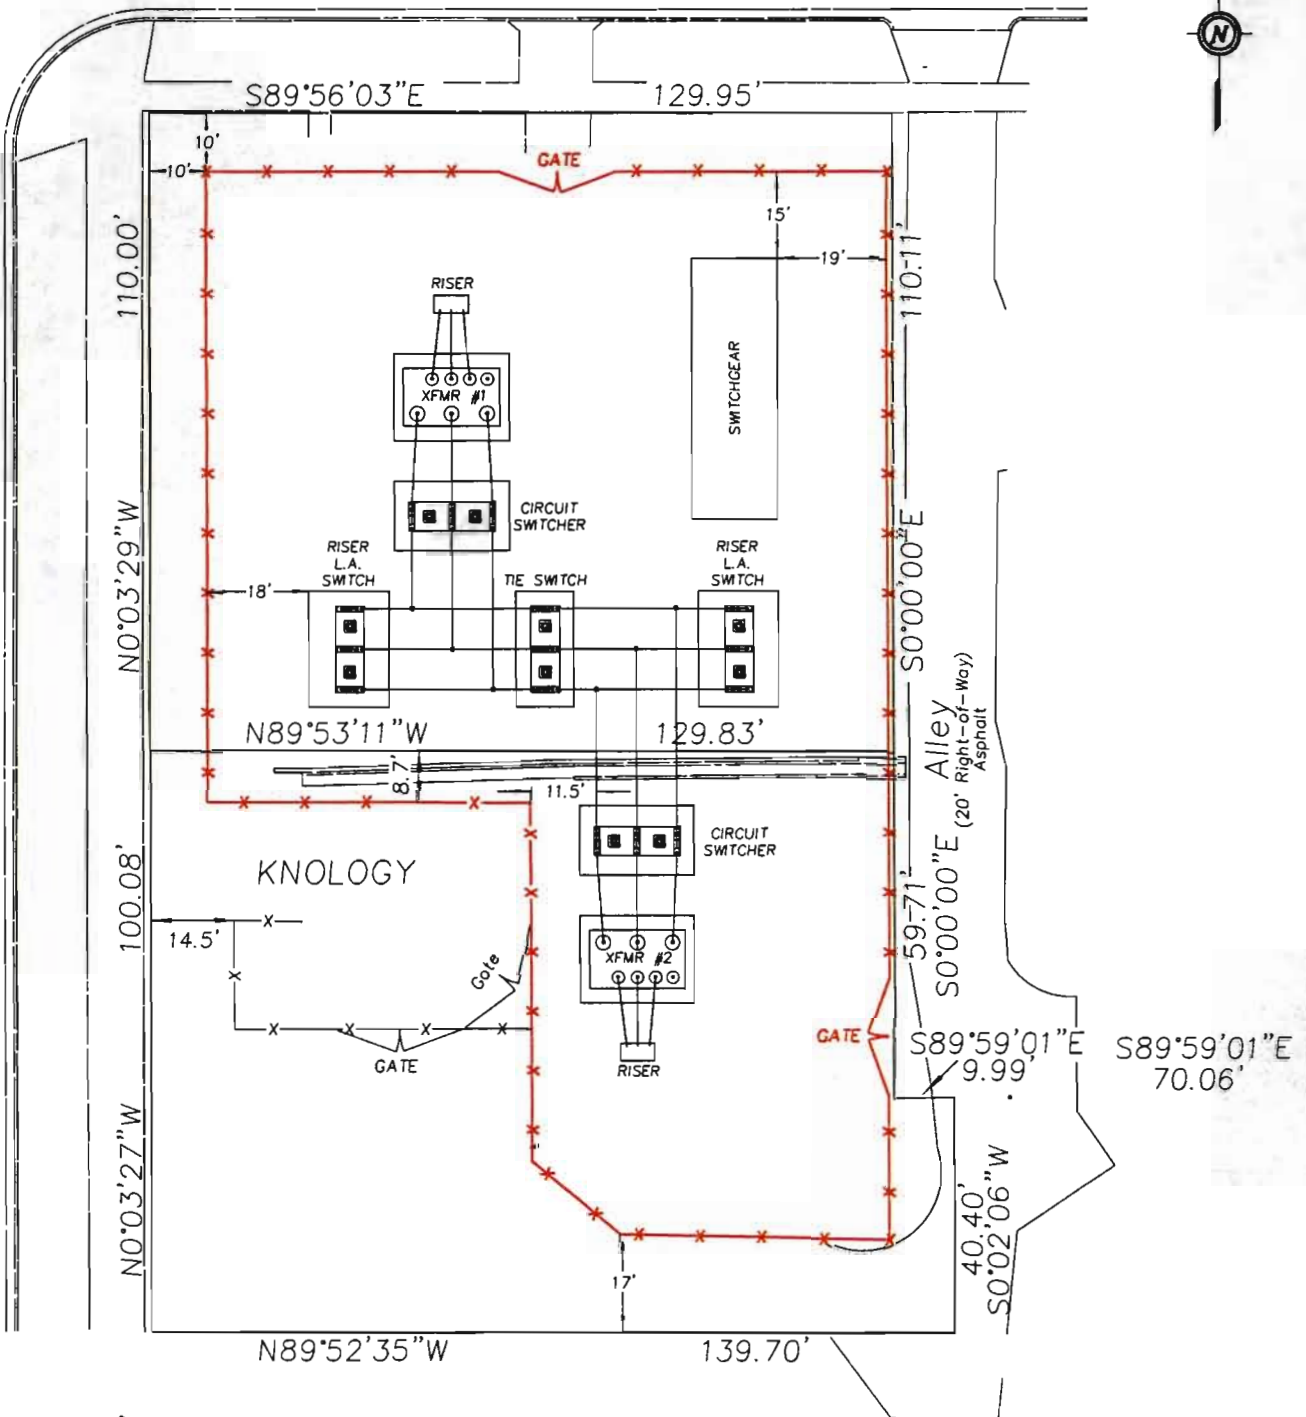 N
S89°56'03"E 129.95'
10'
10'
GATE
15'
19'
110.00'
110.11'
RISER
XFMR #1
SWITCHGEAR
CIRCUIT
SWITCHER
RISER
L.A.
SWITCH
TIE SWITCH
RISER
L.A.
SWITCH
18'
N0°03'29"W
S0°00'00"E
N89°53'11"W 129.83'
Alley
(20' Right-of-Way)
Asphalt
8.7'
11.5'
CIRCUIT
SWITCHER
KNOLOGY
100.08'
59.71'
S0°00'00"E
14.5'
Gate
XFMR #2
GATE
RISER
GATE
S89°59'01"E
9.99'
S89°59'01"E
70.06'
N0°03'27"W
40.40'
S0°02'06"W
17'
N89°52'35"W 139.70'